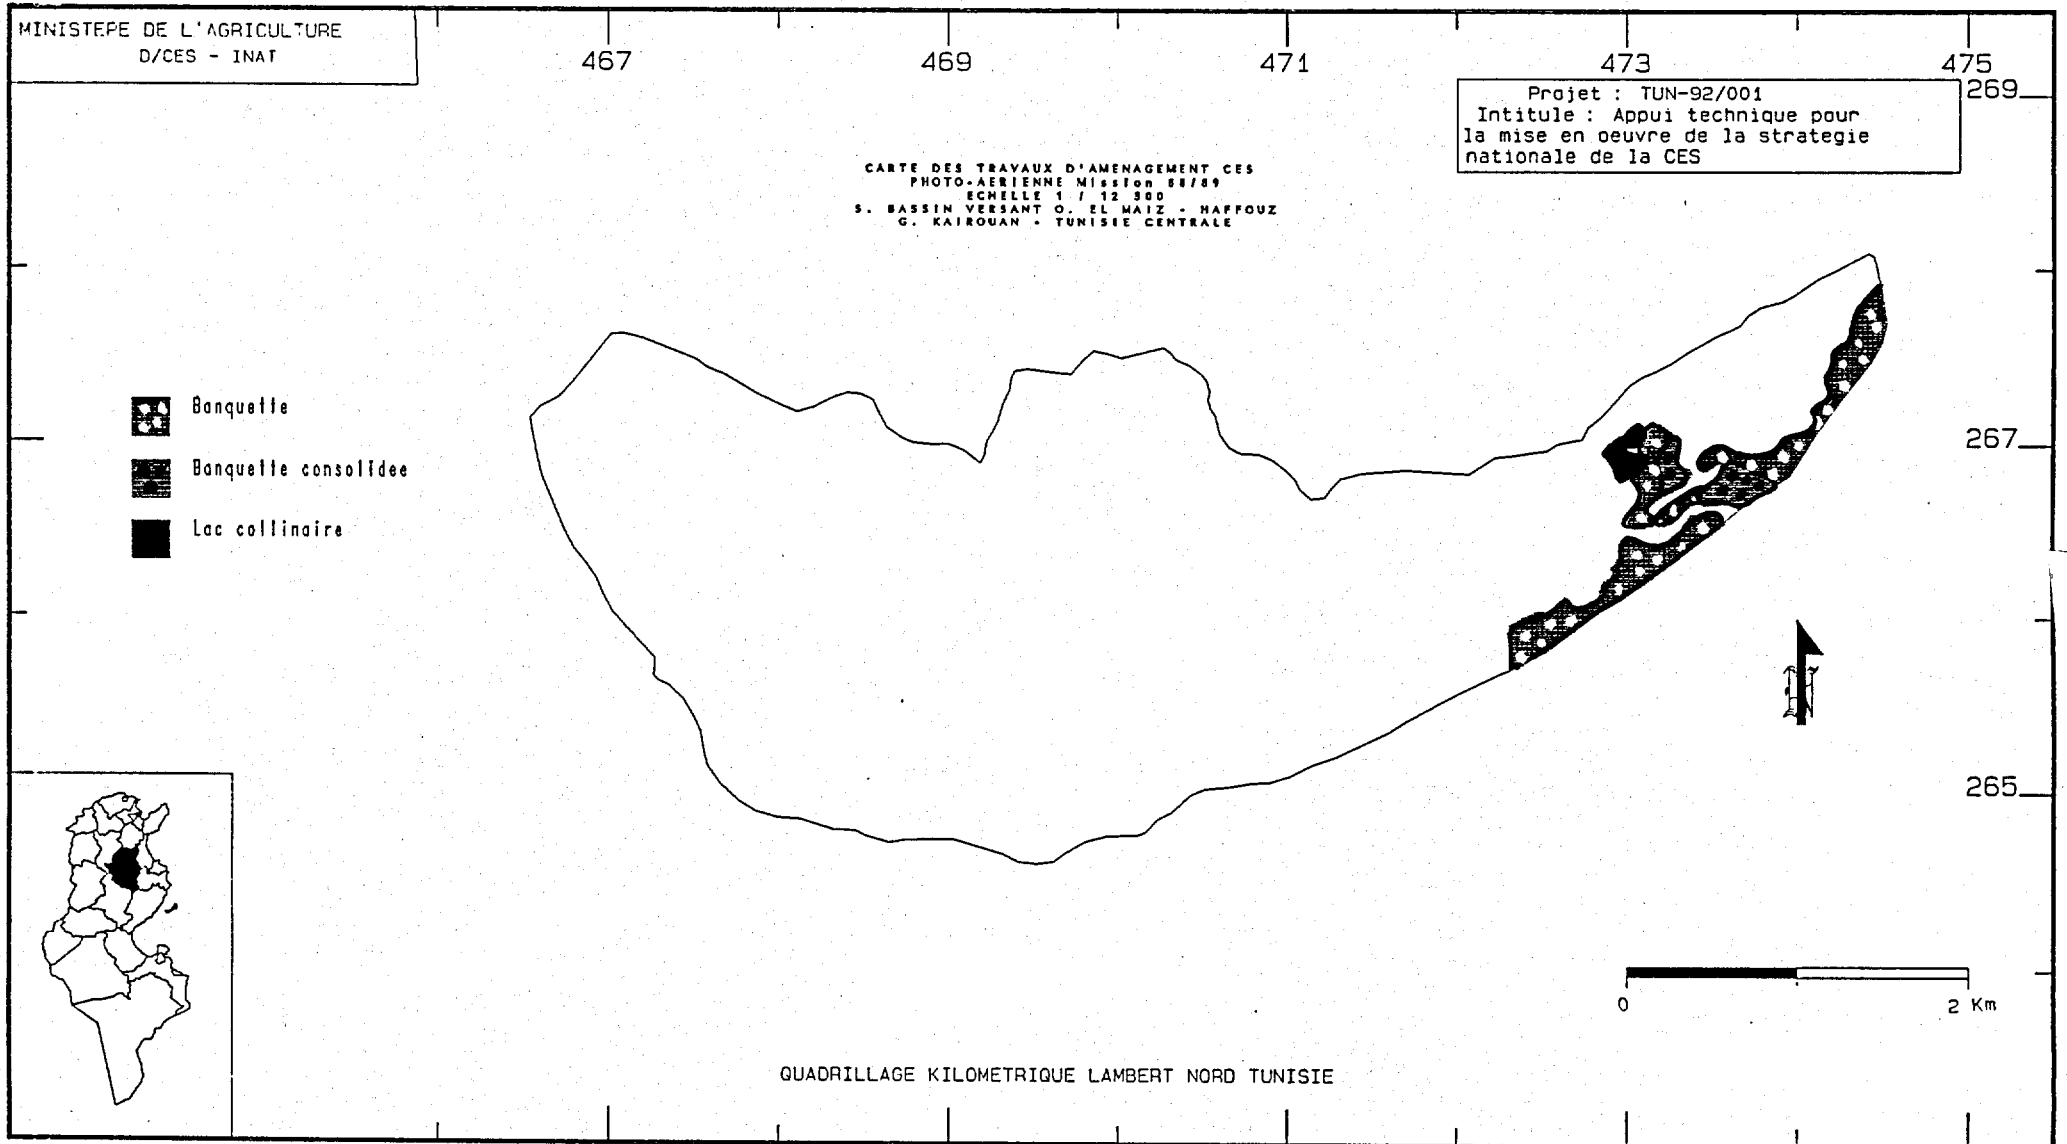 MINISTEPE DE L'AGRICULTURE
D/CES - INAT
467
469
471
473
475
269
Projet : TUN-92/001
Intitule : Appui technique pour
la mise en oeuvre de la strategie
nationale de la CES
CARTE DES TRAVAUX D'AMENAGEMENT CES
PHOTO-AERIENNE Mission 88/89
ECHELLE 1 / 12 500
S. BASSIN VERSANT O. EL MAIZ - HAFFOUZ
G. KAIROUAN - TUNISIE CENTRALE
Banquette
Banquette consolidee
Lac collinaire
267
N
265
0
2 Km
QUADRILLAGE KILOMETRIQUE LAMBERT NORD TUNISIE